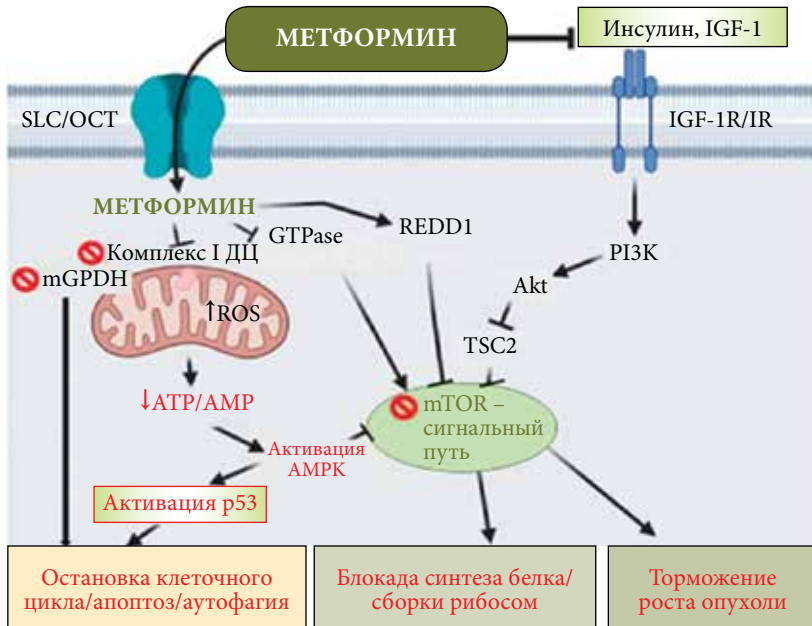 МЕТФОРМИН
Инсулин, IGF-1
SLC/OCT
IGF-1R/IR
МЕТФОРМИН
GTPase
REDD1
Комплекс I ДЦ
mGPDH
PI3K
Akt
↑ROS
TSC2
↓ATP/AMP
mTOR –
сигнальный
путь
Активация
AMPK
Активация p53
Остановка клеточного
цикла/апоптоз/аутофагия
Блокада синтеза белка/
сборки рибосом
Торможение
роста опухоли